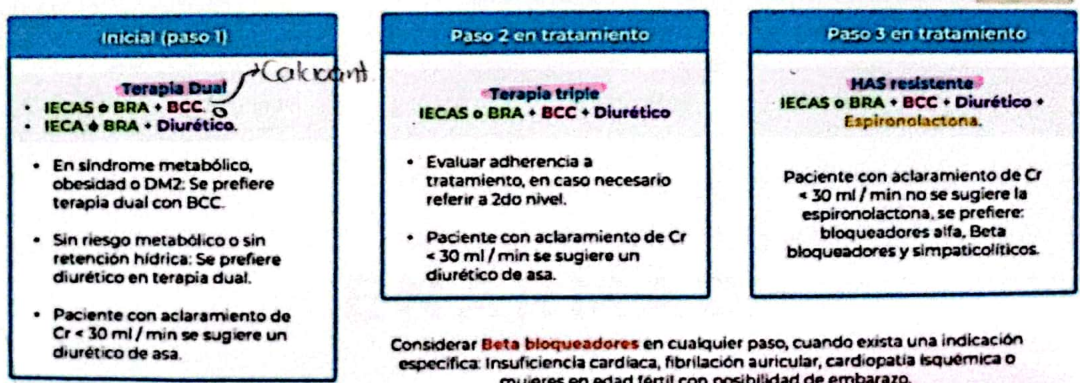 Inicial (paso 1)
Terapia Dual
IECAS o BRA + BCC. o
IECA o BRA + Diurético.
• En síndrome metabólico,
obesidad o DM2: Se prefiere
terapia dual con BCC.
• Sin riesgo metabólico o sin
retención hídrica: Se prefiere
diurético en terapia dual.
• Paciente con aclaramiento de
Cr < 30 ml / min se sugiere un
diurético de asa.
Calcioant.
Paso 2 en tratamiento
Terapia triple
IECAS o BRA + BCC + Diurético
• Evaluar adherencia a
tratamiento, en caso necesario
referir a 2do nivel.
• Paciente con aclaramiento de Cr
< 30 ml / min se sugiere un
diurético de asa.
Paso 3 en tratamiento
HAS resistente
IECAS o BRA + BCC + Diurético +
Espironolactona.
Paciente con aclaramiento de Cr
< 30 ml / min no se sugiere la
espironolactona, se prefiere:
bloqueadores alfa, Beta
bloqueadores y simpaticolíticos.
Considerar Beta bloqueadores en cualquier paso, cuando exista una indicación
específica: Insuficiencia cardíaca, fibrilación auricular, cardiopatía isquémica o
mujeres en edad fértil con posibilidad de embarazo.